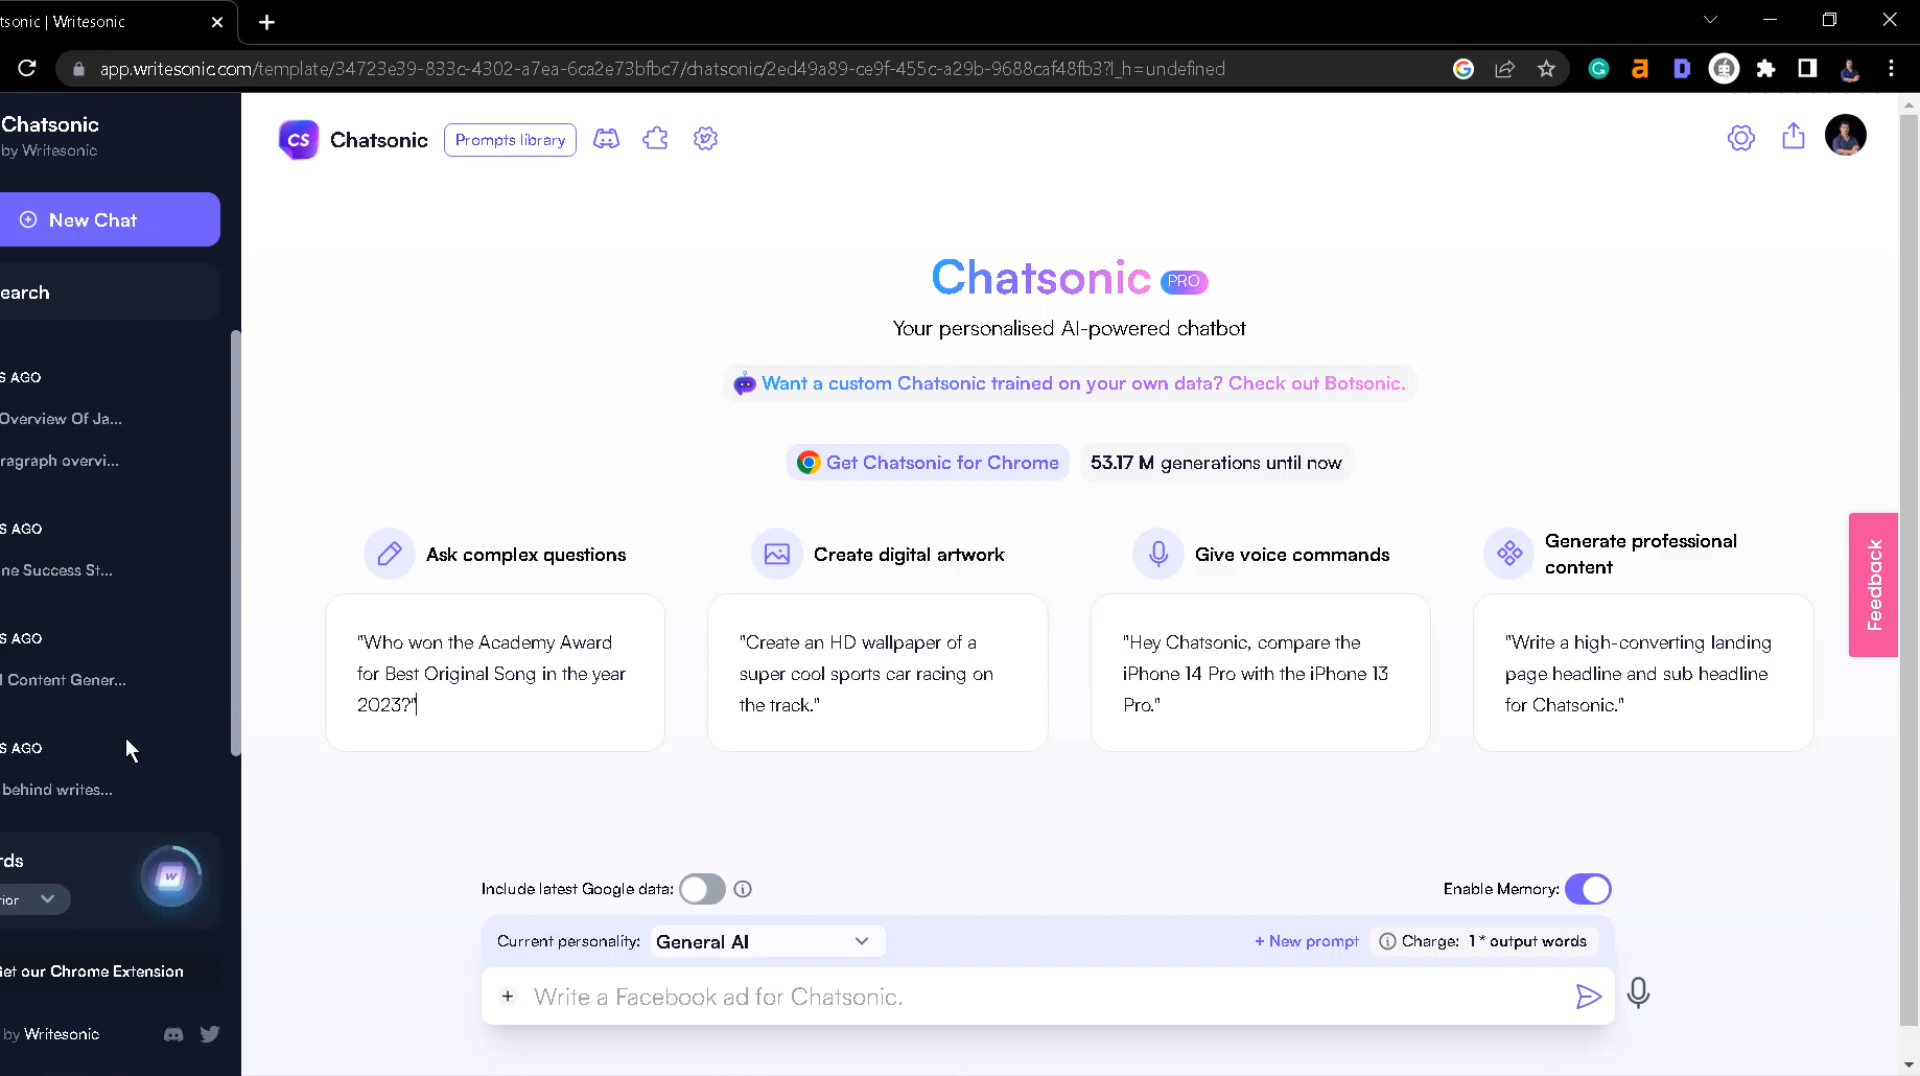 tsonic | Writesonic
app.writesonic.com/template/34723e39-833c-4302-a7ea-6ca2e73bfbc7/chatsonic/2ed49a89-ce9f-455c-a29b-9688caf48fb3?l_h=undefined
Chatsonic
by Writesonic
New Chat
earch
S AGO
Overview Of Ja...
ragraph overvi...
S AGO
ne Success St...
S AGO
l Content Gener...
S AGO
behind writes...
rds
rior
W
Get our Chrome Extension
by Writesonic
CS
Chatsonic
Prompts library
Chatsonic PRO
Your personalised AI-powered chatbot
Want a custom Chatsonic trained on your own data? Check out Botsonic.
Get Chatsonic for Chrome
53.17 M generations until now
Ask complex questions
"Who won the Academy Award
for Best Original Song in the year
2023?"
Create digital artwork
"Create an HD wallpaper of a
super cool sports car racing on
the track."
Give voice commands
"Hey Chatsonic, compare the
iPhone 14 Pro with the iPhone 13
Pro."
Generate professional
content
"Write a high-converting landing
page headline and sub headline
for Chatsonic."
Feedback
Include latest Google data:
Enable Memory:
Current personality: General AI
+ New prompt
Charge: 1 * output words
+ Write a Facebook ad for Chatsonic.